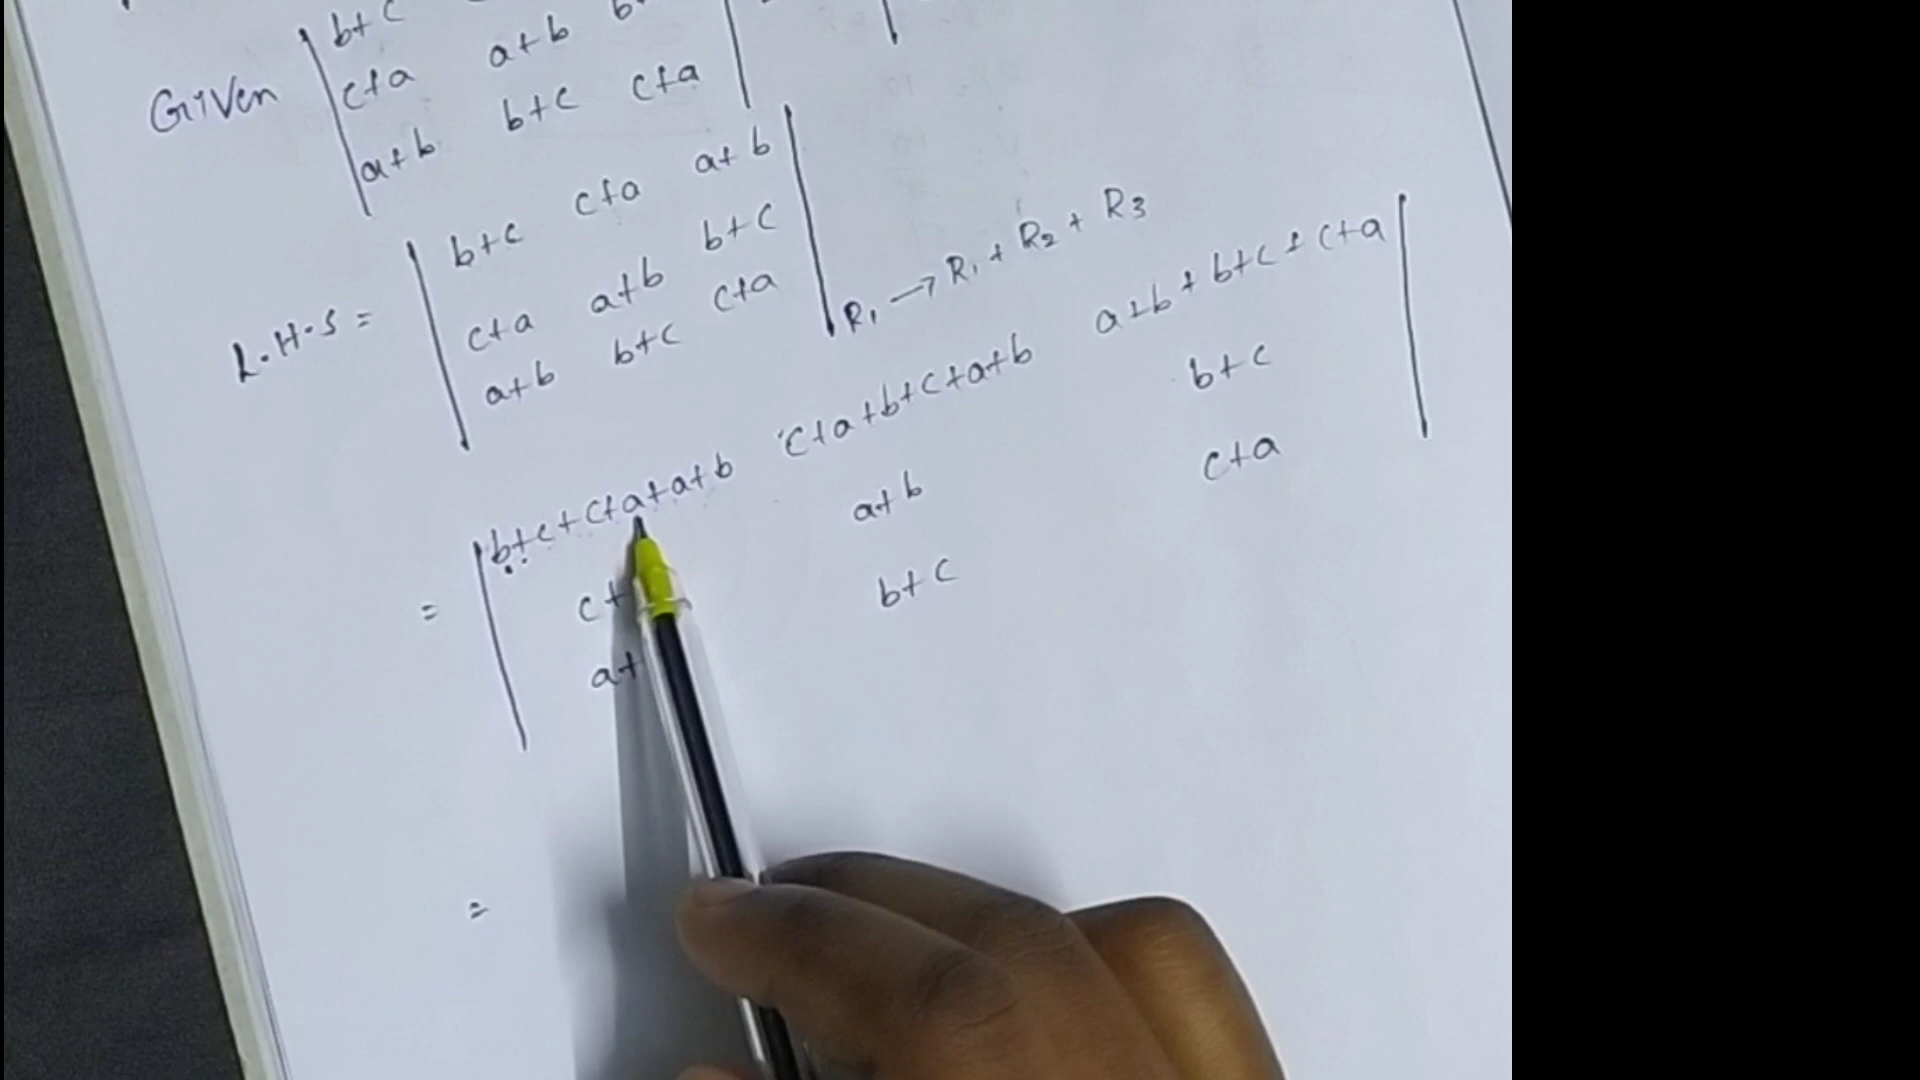 b+c b+
Given c+a a+b
a+b b+c c+a
b+c c+a a+b
L.H.S = c+a a+b b+c
a+b b+c c+a R₁ → R₁ + R₂ + R₃
= b+c+c+a+a+b c+a+b+c+a+b a+b+b+c+c+a
c+ a+b b+c
a+ b+c c+a
=